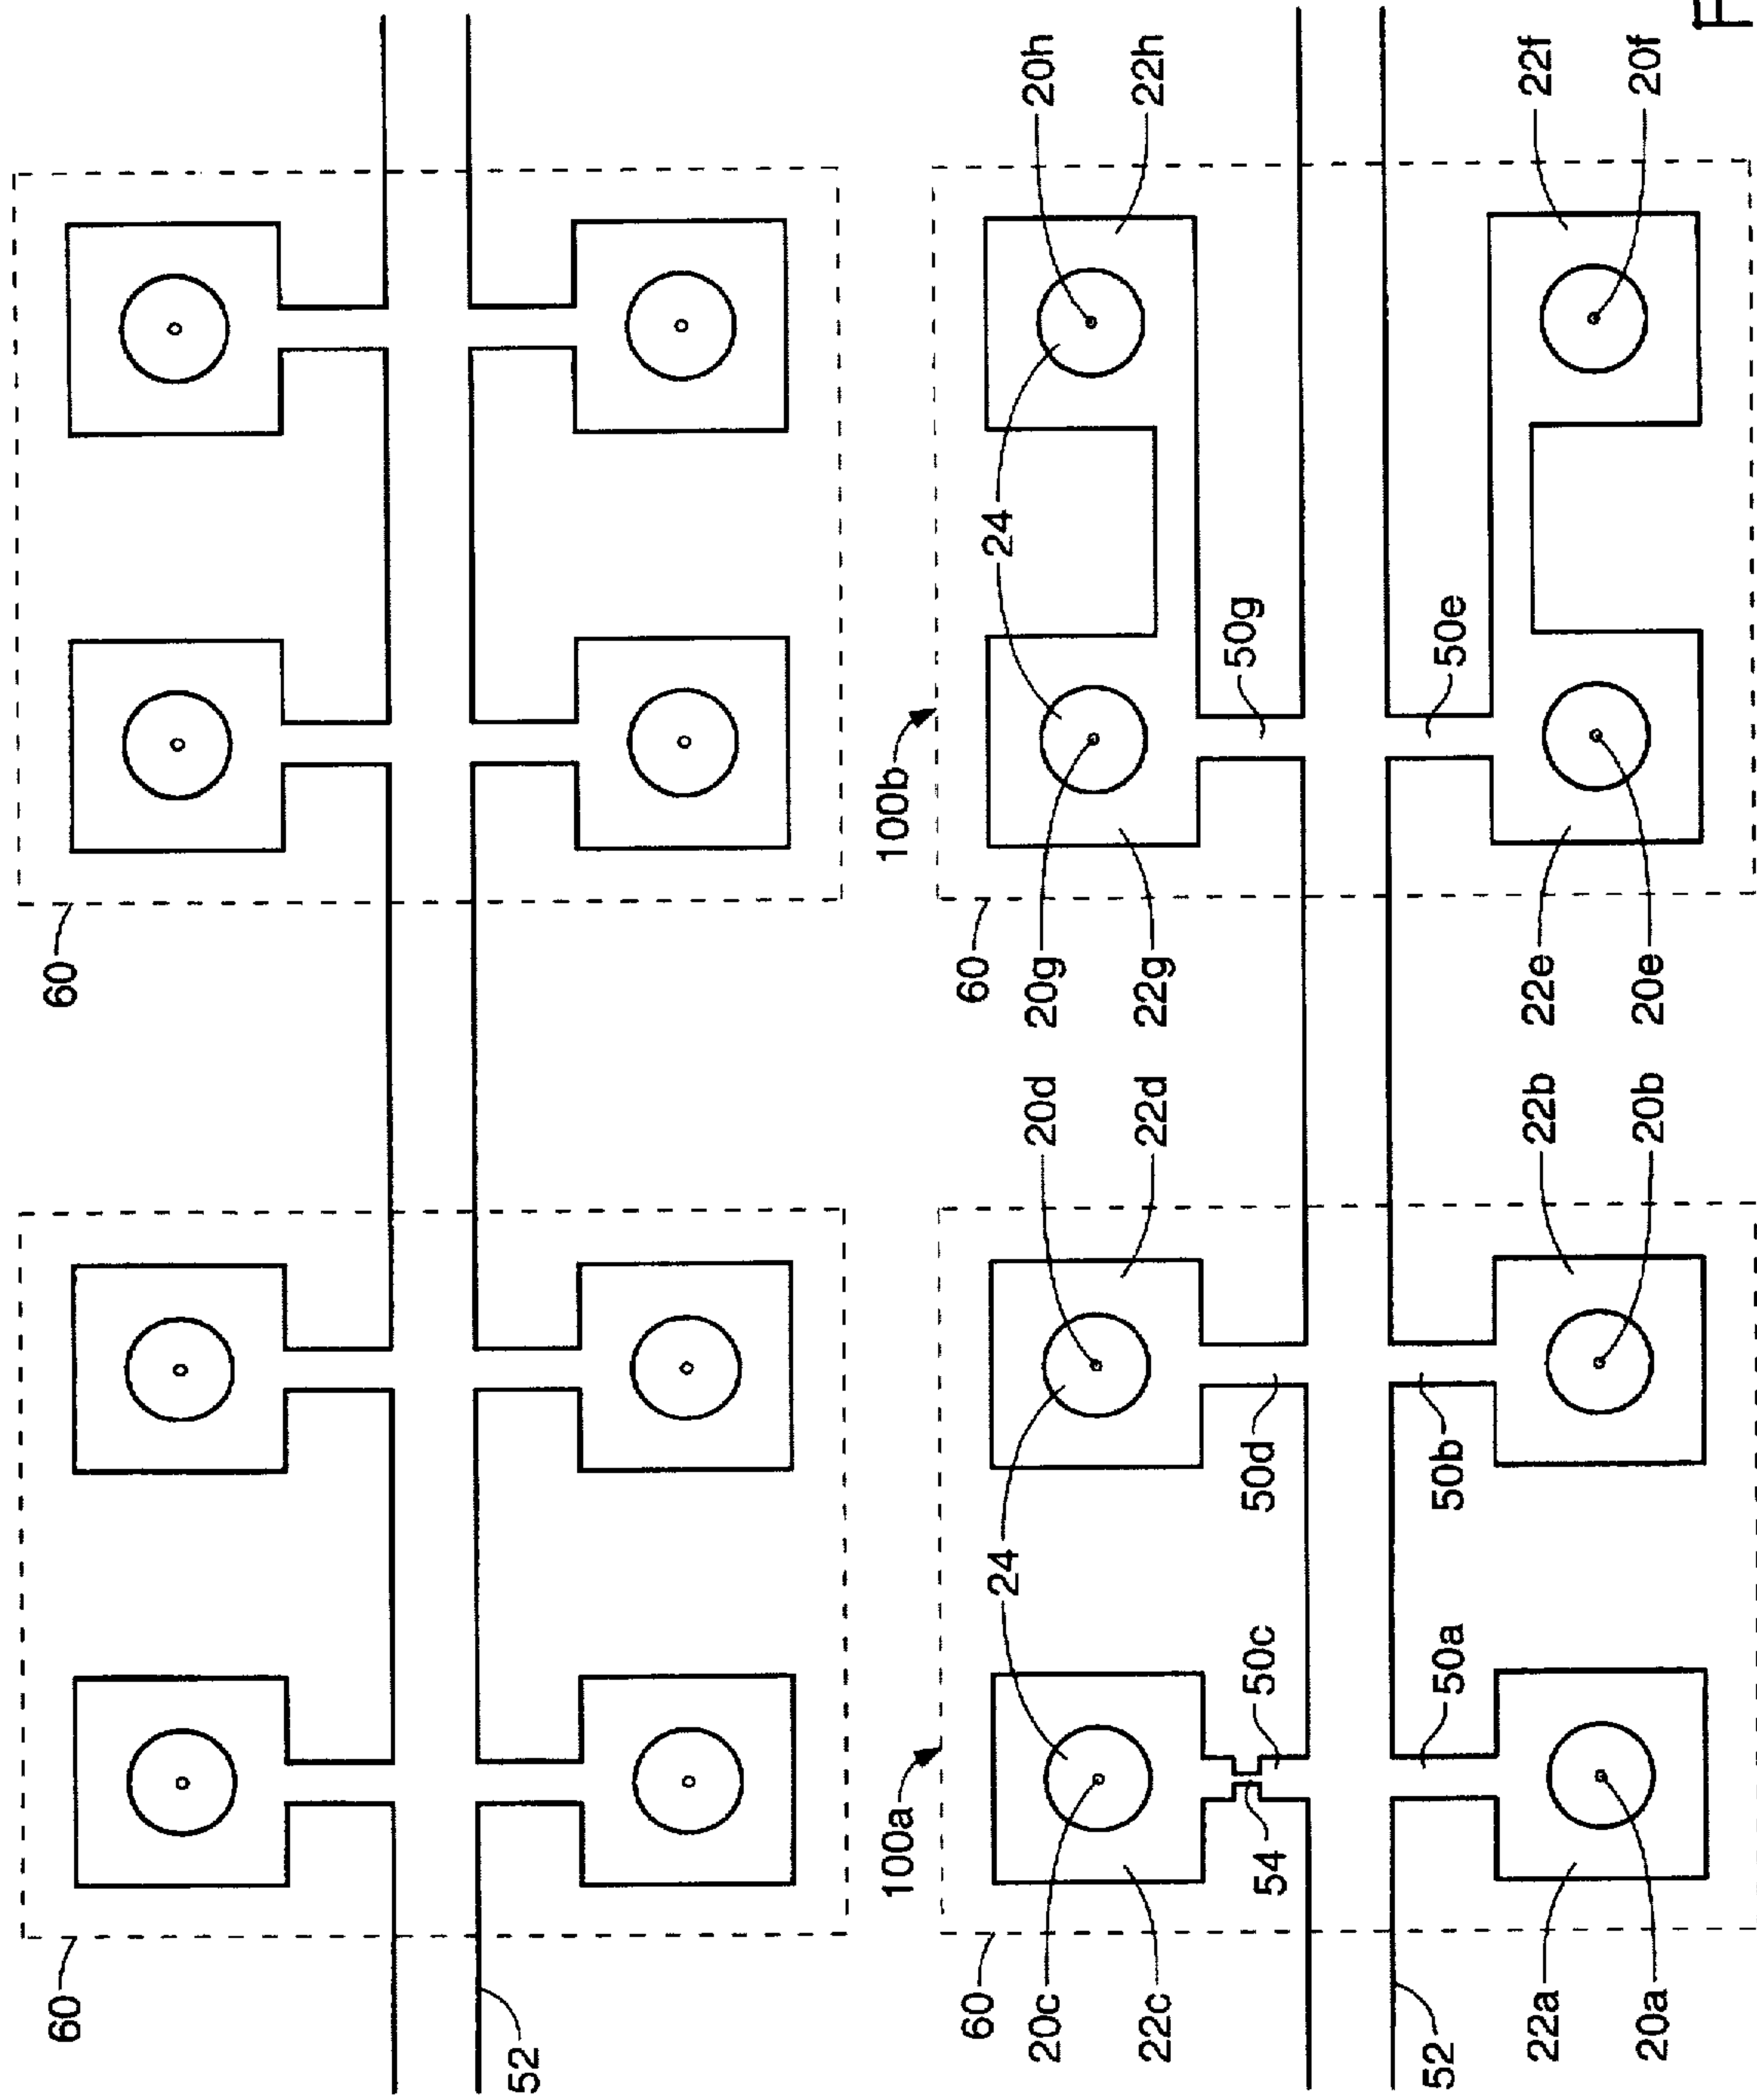 60 60
52
100a 100b
60 24 60 24
20c 20d 20g 20h
22c 22d 22g 22h
54 50c 50d 50g
52 50a 50b 50e
22a 22b 22e 22f
20a 20b 20e 20f